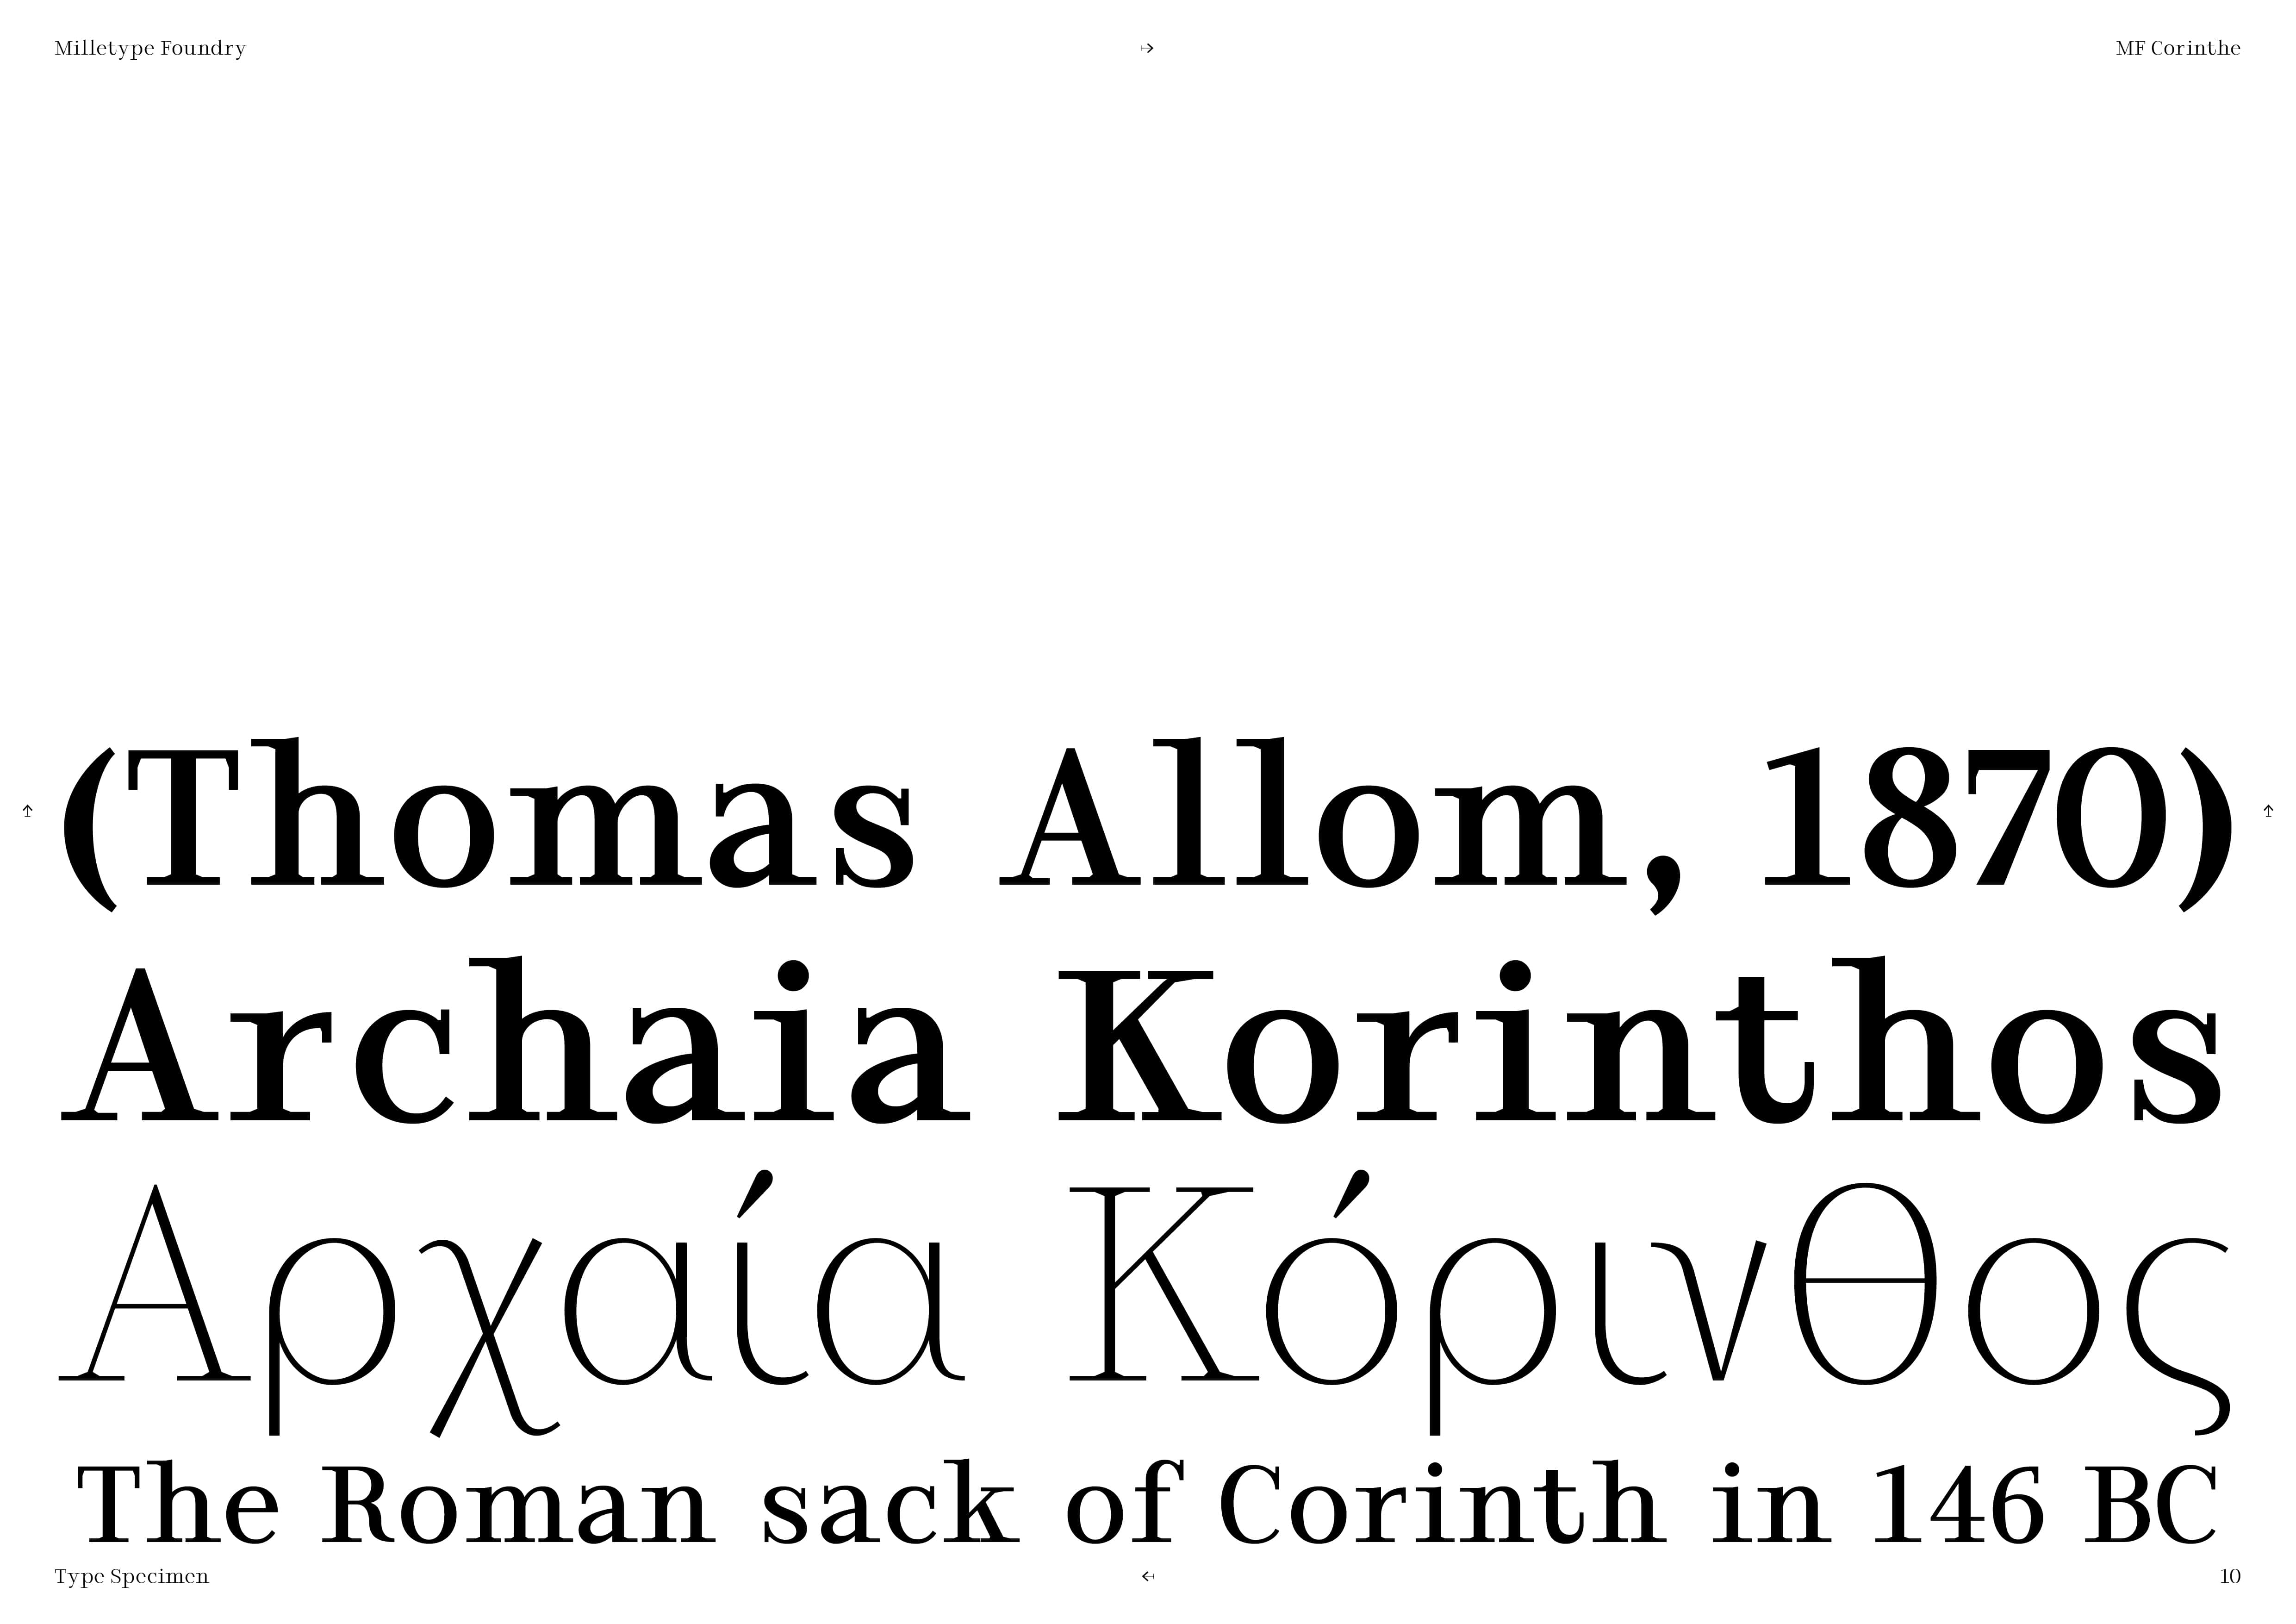 Milletype Foundry ↦ MF Corinthe
(Thomas Allom, 1870)
Archaia Korinthos
Αρχαία Κόρινθος
The Roman sack of Corinth in 146 BC
Type Specimen ↤ 10